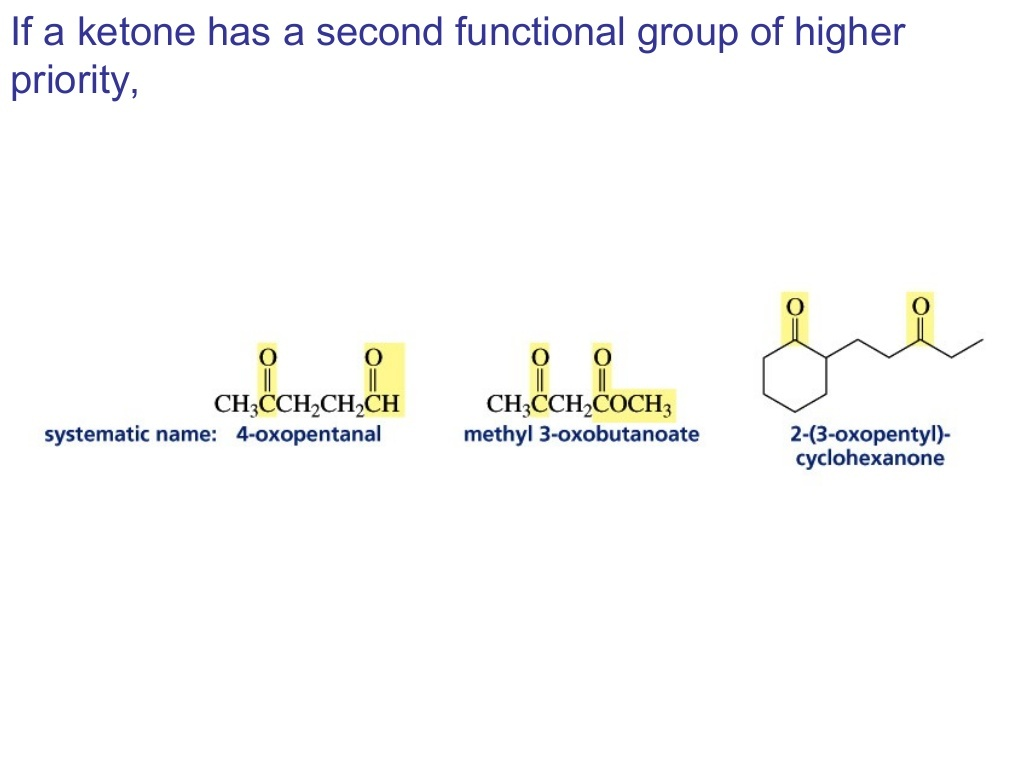 If a ketone has a second functional group of higher
priority,
O O O O O O
CH₃CCH₂CH₂CH CH₃CCH₂COCH₃
systematic name: 4-oxopentanal methyl 3-oxobutanoate 2-(3-oxopentyl)-
cyclohexanone